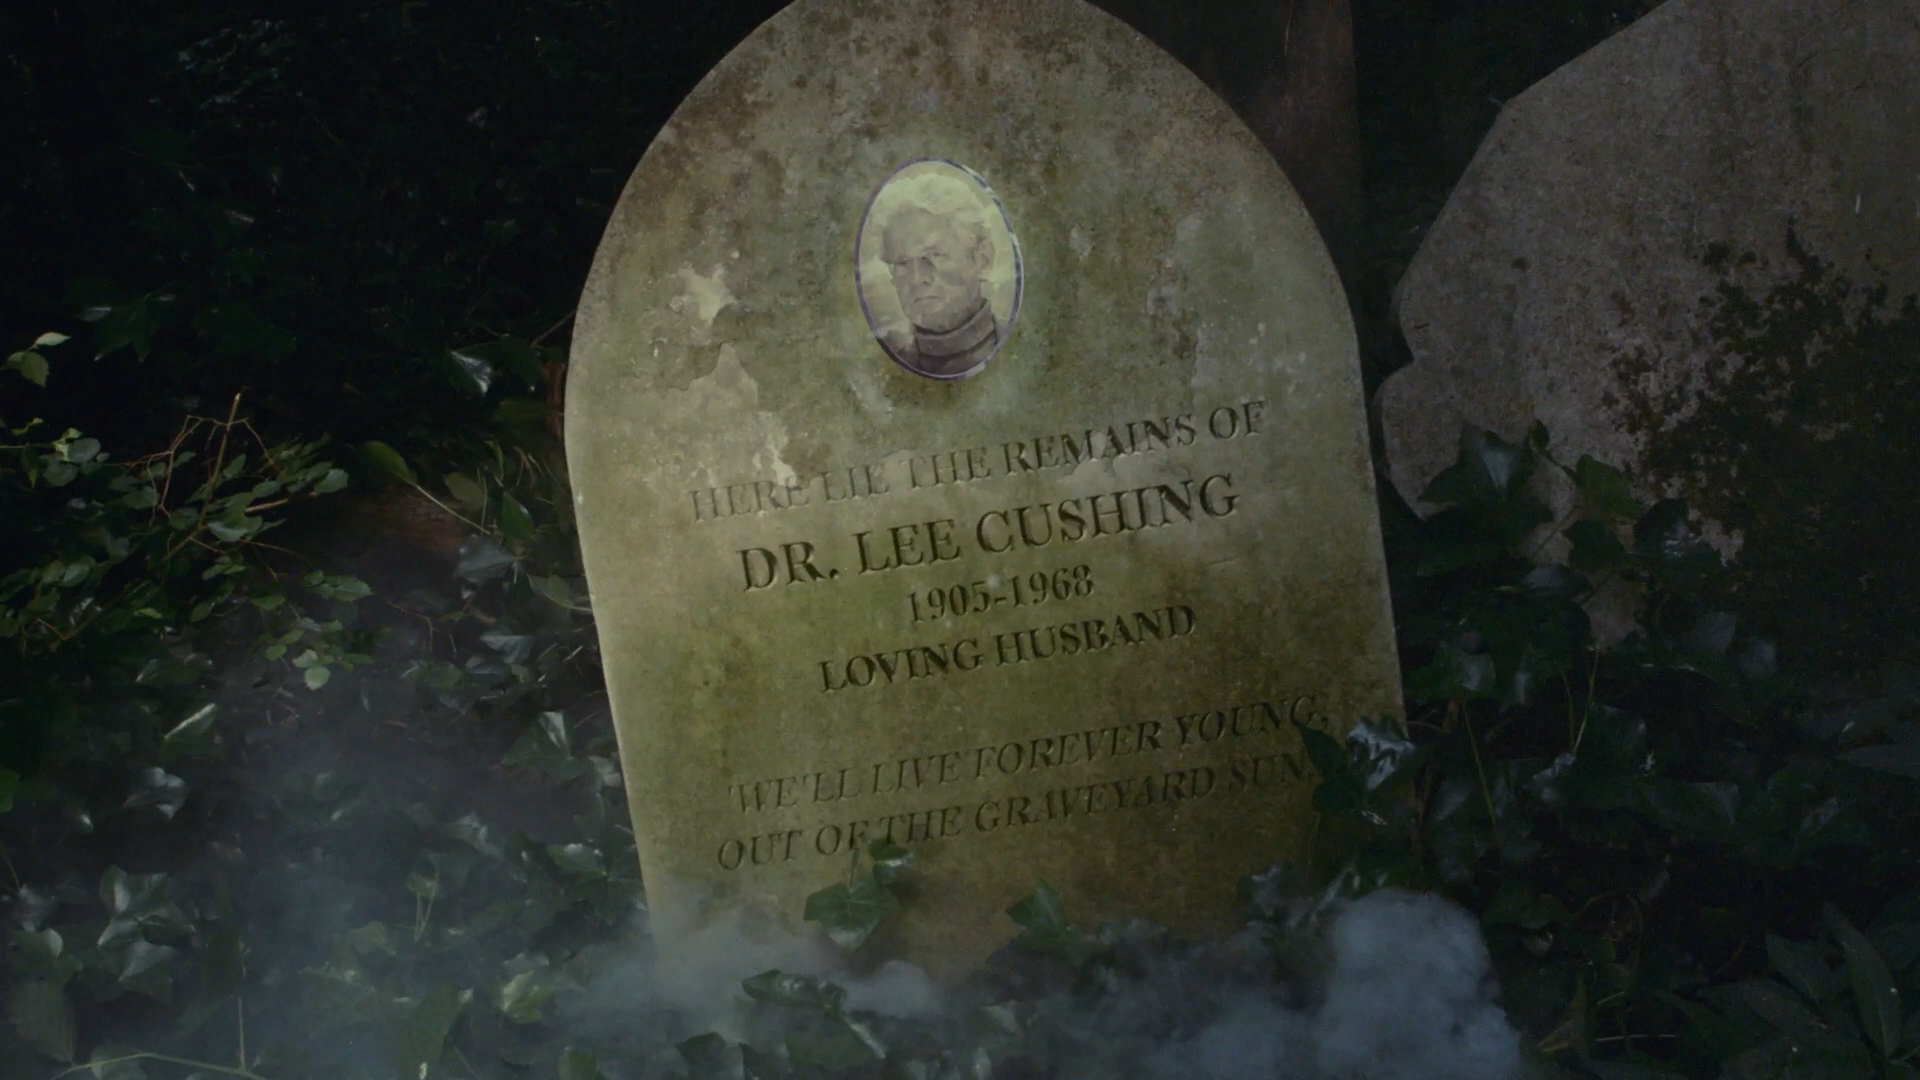 HERE LIE THE REMAINS OF
DR. LEE CUSHING
1905-1968
LOVING HUSBAND
'WE'LL LIVE FOREVER YOUNG,
OUT OF THE GRAVEYARD SUN.